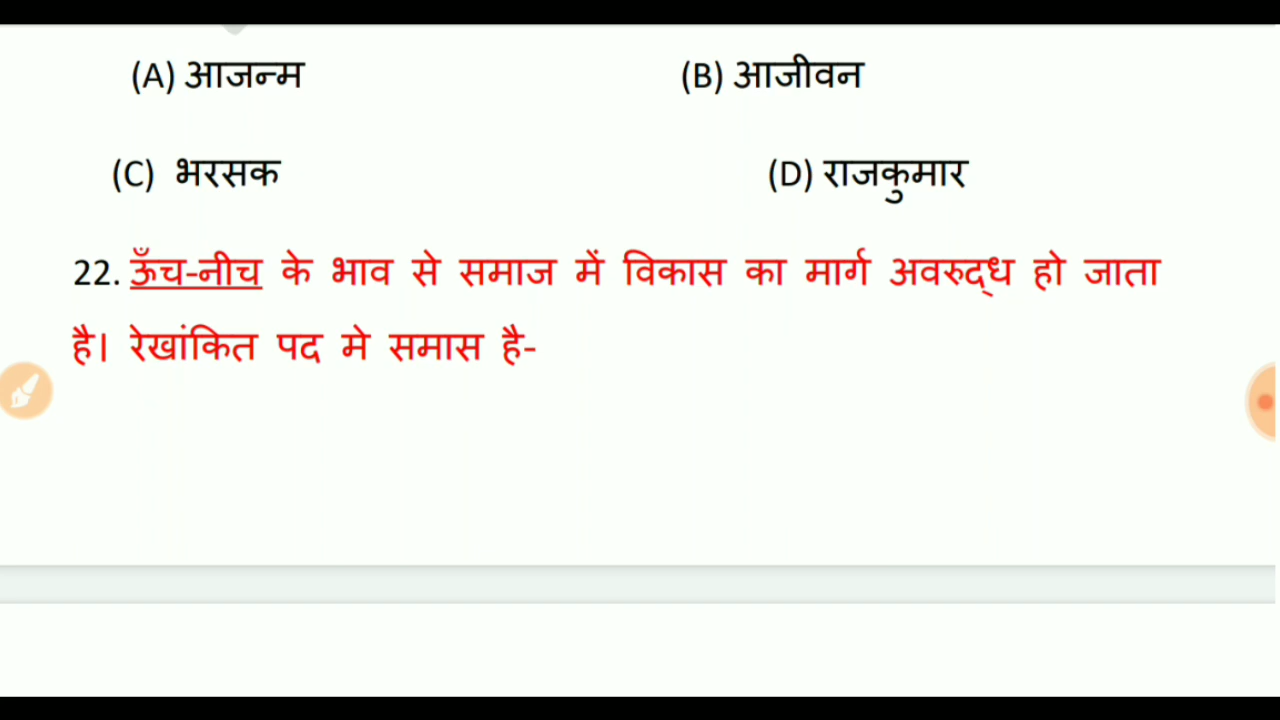 (A) आजन्म (B) आजीवन
(C) भरसक (D) राजकुमार
22. ऊँच-नीच के भाव से समाज में विकास का मार्ग अवरुद्ध हो जाता
है। रेखांकित पद मे समास है-